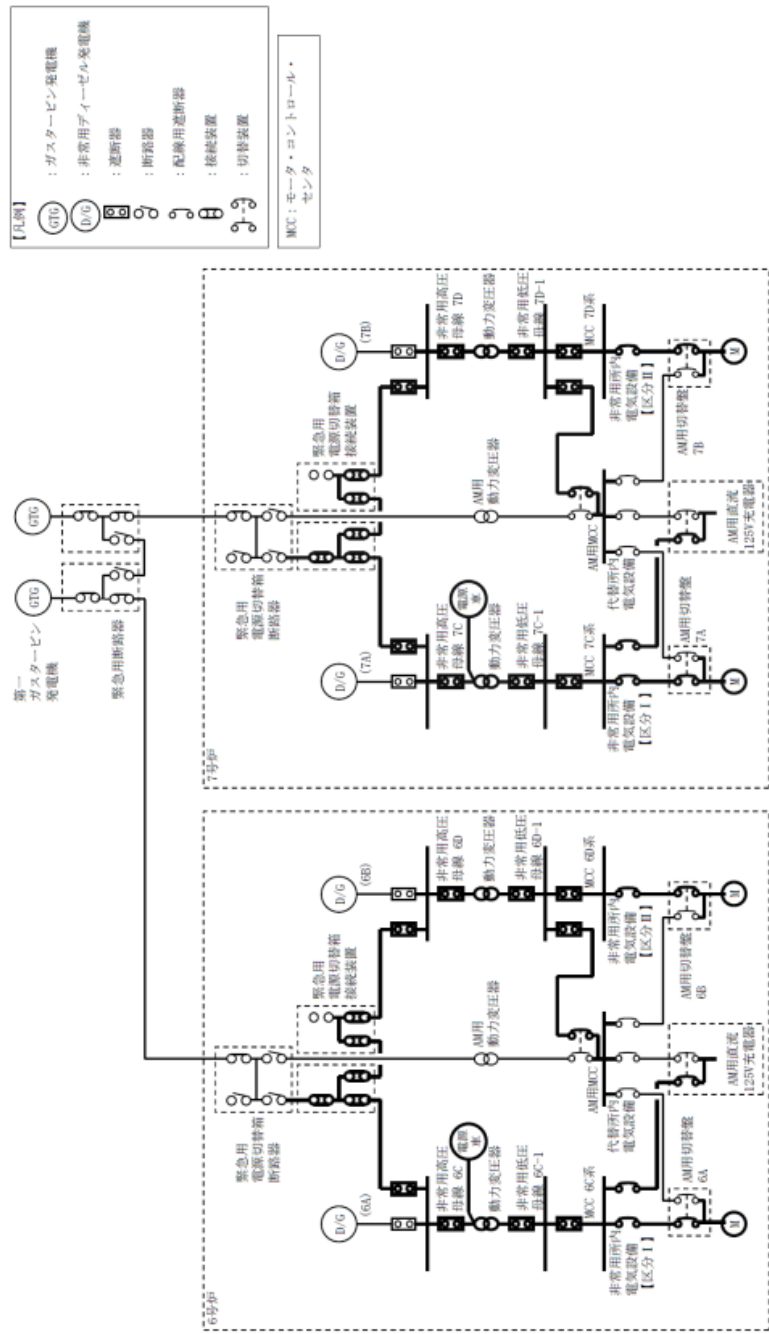 【凡例】
GTG ：ガスタービン発電機
D/G ：非常用ディーゼル発電機
：遮断器
：断路器
：配線用遮断器
：接続装置
：切替装置
MCC：モータ・コントロール・
センタ
第一
ガスタービン
発電機
GTG
GTG
緊急用断路器
6号炉
緊急用
電源切替箱
断路器
緊急用
電源切替箱
接続装置
D/G
(6A)
D/G
(6B)
非常用高圧
母線 6C
非常用高圧
母線 6D
電源
車
動力変圧器
AM用
動力変圧器
動力変圧器
非常用低圧
母線 6C-1
非常用低圧
母線 6D-1
MCC 6C系
AM用MCC
MCC 6D系
非常用所内
電気設備
【区分Ⅰ】
代替所内
電気設備
非常用所内
電気設備
【区分Ⅱ】
AM用切替盤
6A
AM用直流
125V充電器
AM用切替盤
6B
M
M
7号炉
緊急用
電源切替箱
断路器
緊急用
電源切替箱
接続装置
D/G
(7A)
D/G
(7B)
非常用高圧
母線 7C
非常用高圧
母線 7D
電源
車
動力変圧器
AM用
動力変圧器
動力変圧器
非常用低圧
母線 7C-1
非常用低圧
母線 7D-1
MCC 7C系
AM用MCC
MCC 7D系
非常用所内
電気設備
【区分Ⅰ】
代替所内
電気設備
非常用所内
電気設備
【区分Ⅱ】
AM用切替盤
7A
AM用直流
125V充電器
AM用切替盤
7B
M
M